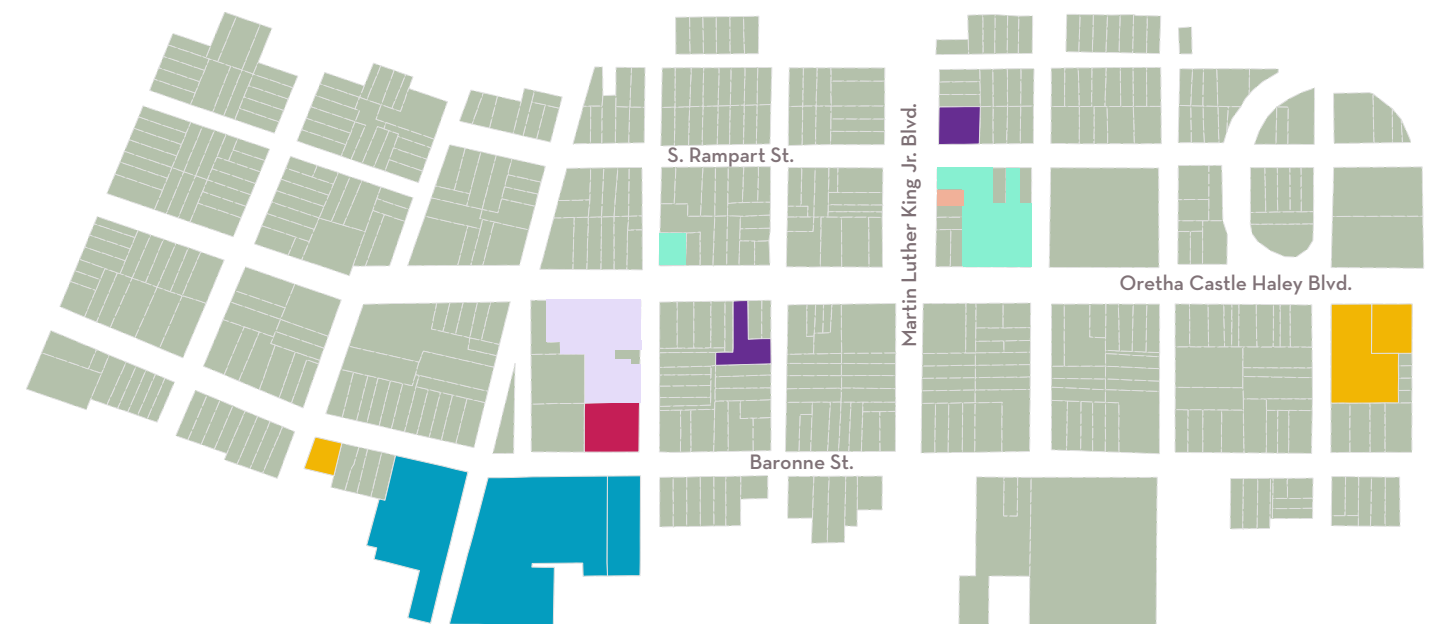 Martin Luther King Jr. Blvd.
S. Rampart St.
Oretha Castle Haley Blvd.
Baronne St.